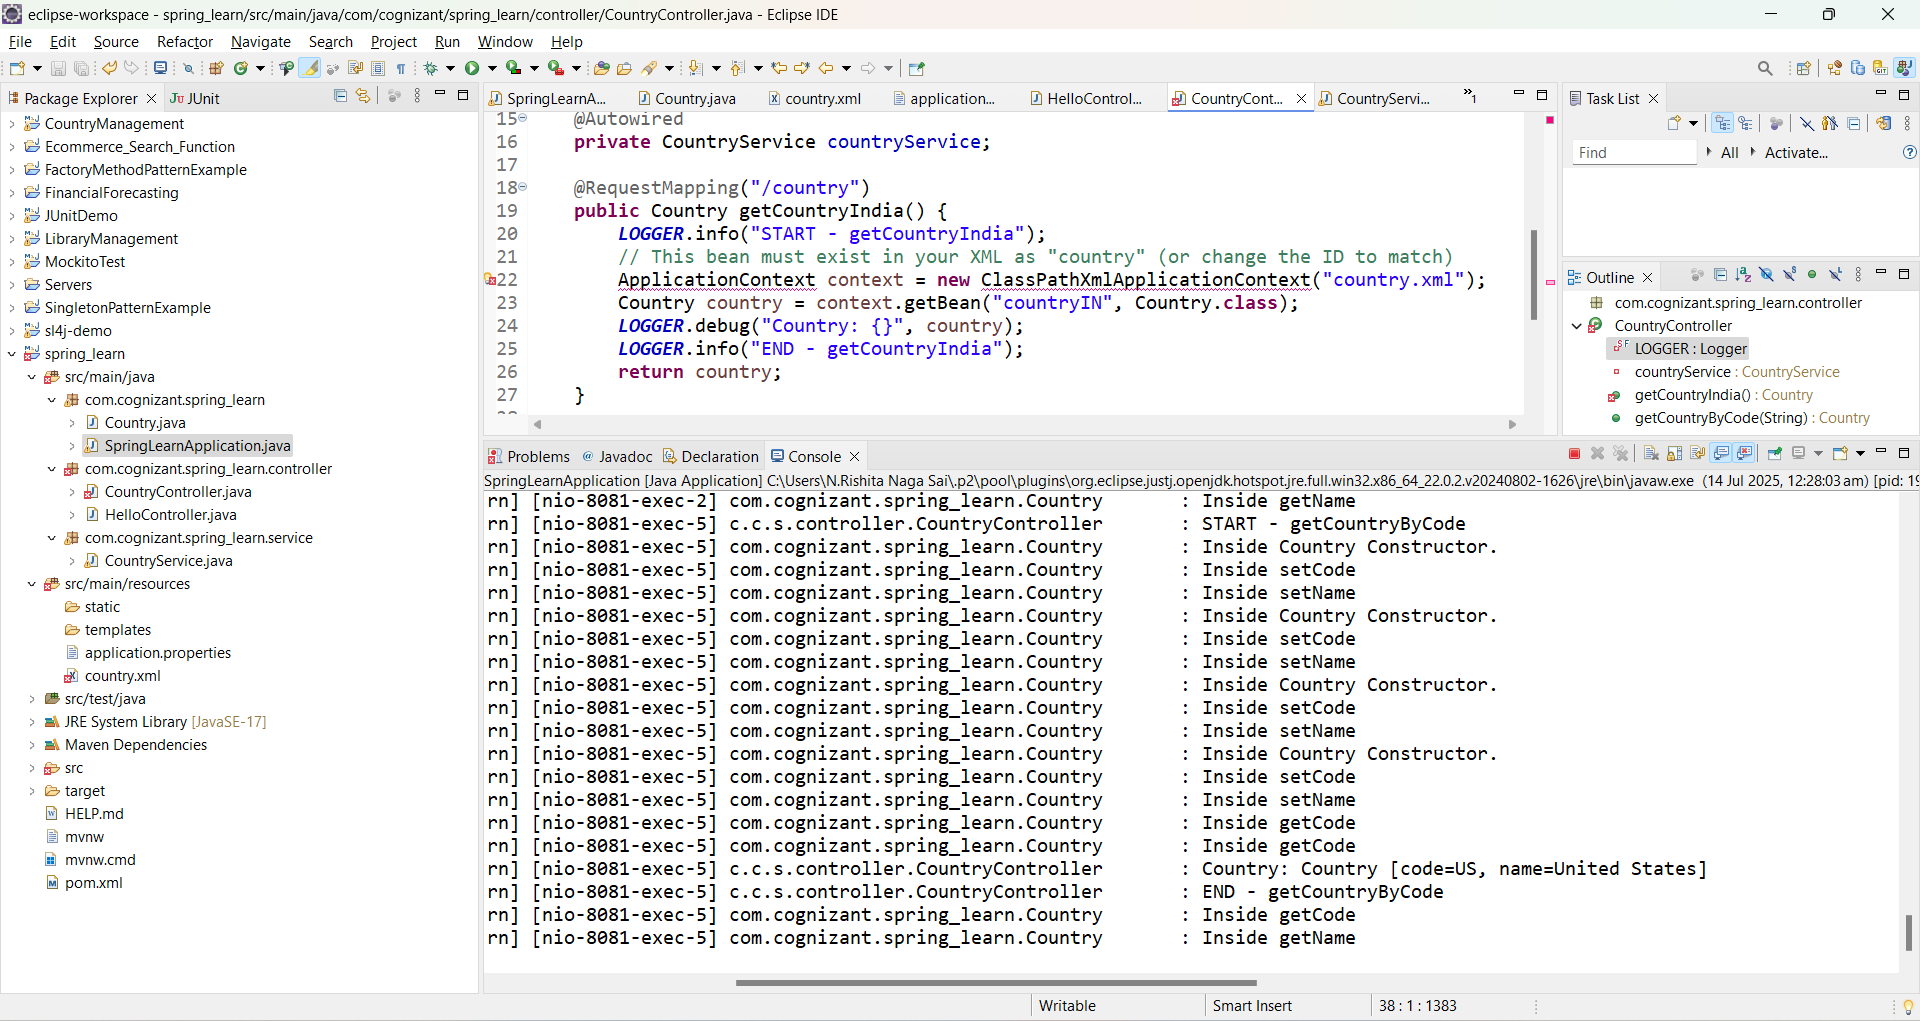 eclipse-workspace - spring_learn/src/main/java/com/cognizant/spring_learn/controller/CountryController.java - Eclipse IDE
File Edit Source Refactor Navigate Search Project Run Window Help
Package Explorer JUnit
CountryManagement
Ecommerce_Search_Function
FactoryMethodPatternExample
FinancialForecasting
JUnitDemo
LibraryManagement
MockitoTest
Servers
SingletonPatternExample
sl4j-demo
spring_learn
src/main/java
com.cognizant.spring_learn
Country.java
SpringLearnApplication.java
com.cognizant.spring_learn.controller
CountryController.java
HelloController.java
com.cognizant.spring_learn.service
CountryService.java
src/main/resources
static
templates
application.properties
country.xml
src/test/java
JRE System Library [JavaSE-17]
Maven Dependencies
src
target
HELP.md
mvnw
mvnw.cmd
pom.xml
SpringLearnA... Country.java country.xml application... HelloControl... CountryCont... CountryServi... »1
15 @Autowired
16 private CountryService countryService;
17
18 @RequestMapping("/country")
19 public Country getCountryIndia() {
20 LOGGER.info("START - getCountryIndia");
21 // This bean must exist in your XML as "country" (or change the ID to match)
22 ApplicationContext context = new ClassPathXmlApplicationContext("country.xml");
23 Country country = context.getBean("countryIN", Country.class);
24 LOGGER.debug("Country: {}", country);
25 LOGGER.info("END - getCountryIndia");
26 return country;
27 }
Task List
Find All Activate...
Outline
com.cognizant.spring_learn.controller
CountryController
LOGGER : Logger
countryService : CountryService
getCountryIndia() : Country
getCountryByCode(String) : Country
Problems Javadoc Declaration Console
SpringLearnApplication [Java Application] C:\Users\N.Rishita Naga Sai\.p2\pool\plugins\org.eclipse.justj.openjdk.hotspot.jre.full.win32.x86_64_22.0.2.v20240802-1626\jre\bin\javaw.exe (14 Jul 2025, 12:28:03 am) [pid: 19
rn] [nio-8081-exec-2] com.cognizant.spring_learn.Country : Inside getName
rn] [nio-8081-exec-5] c.c.s.controller.CountryController : START - getCountryByCode
rn] [nio-8081-exec-5] com.cognizant.spring_learn.Country : Inside Country Constructor.
rn] [nio-8081-exec-5] com.cognizant.spring_learn.Country : Inside setCode
rn] [nio-8081-exec-5] com.cognizant.spring_learn.Country : Inside setName
rn] [nio-8081-exec-5] com.cognizant.spring_learn.Country : Inside Country Constructor.
rn] [nio-8081-exec-5] com.cognizant.spring_learn.Country : Inside setCode
rn] [nio-8081-exec-5] com.cognizant.spring_learn.Country : Inside setName
rn] [nio-8081-exec-5] com.cognizant.spring_learn.Country : Inside Country Constructor.
rn] [nio-8081-exec-5] com.cognizant.spring_learn.Country : Inside setCode
rn] [nio-8081-exec-5] com.cognizant.spring_learn.Country : Inside setName
rn] [nio-8081-exec-5] com.cognizant.spring_learn.Country : Inside Country Constructor.
rn] [nio-8081-exec-5] com.cognizant.spring_learn.Country : Inside setCode
rn] [nio-8081-exec-5] com.cognizant.spring_learn.Country : Inside setName
rn] [nio-8081-exec-5] com.cognizant.spring_learn.Country : Inside getCode
rn] [nio-8081-exec-5] com.cognizant.spring_learn.Country : Inside getCode
rn] [nio-8081-exec-5] c.c.s.controller.CountryController : Country: Country [code=US, name=United States]
rn] [nio-8081-exec-5] c.c.s.controller.CountryController : END - getCountryByCode
rn] [nio-8081-exec-5] com.cognizant.spring_learn.Country : Inside getCode
rn] [nio-8081-exec-5] com.cognizant.spring_learn.Country : Inside getName
Writable Smart Insert 38 : 1 : 1383